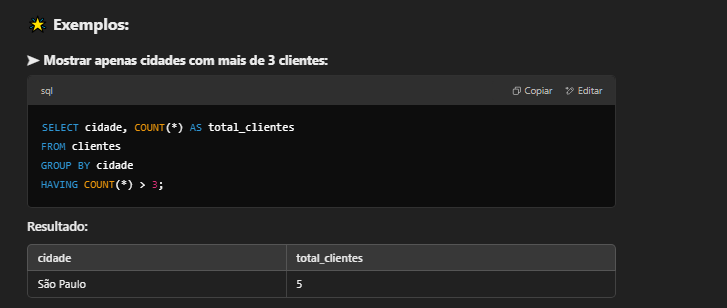 Exemplos:
➤ Mostrar apenas cidades com mais de 3 clientes:
sql Copiar Editar
SELECT cidade, COUNT(*) AS total_clientes
FROM clientes
GROUP BY cidade
HAVING COUNT(*) > 3;
Resultado:
cidade total_clientes
São Paulo 5